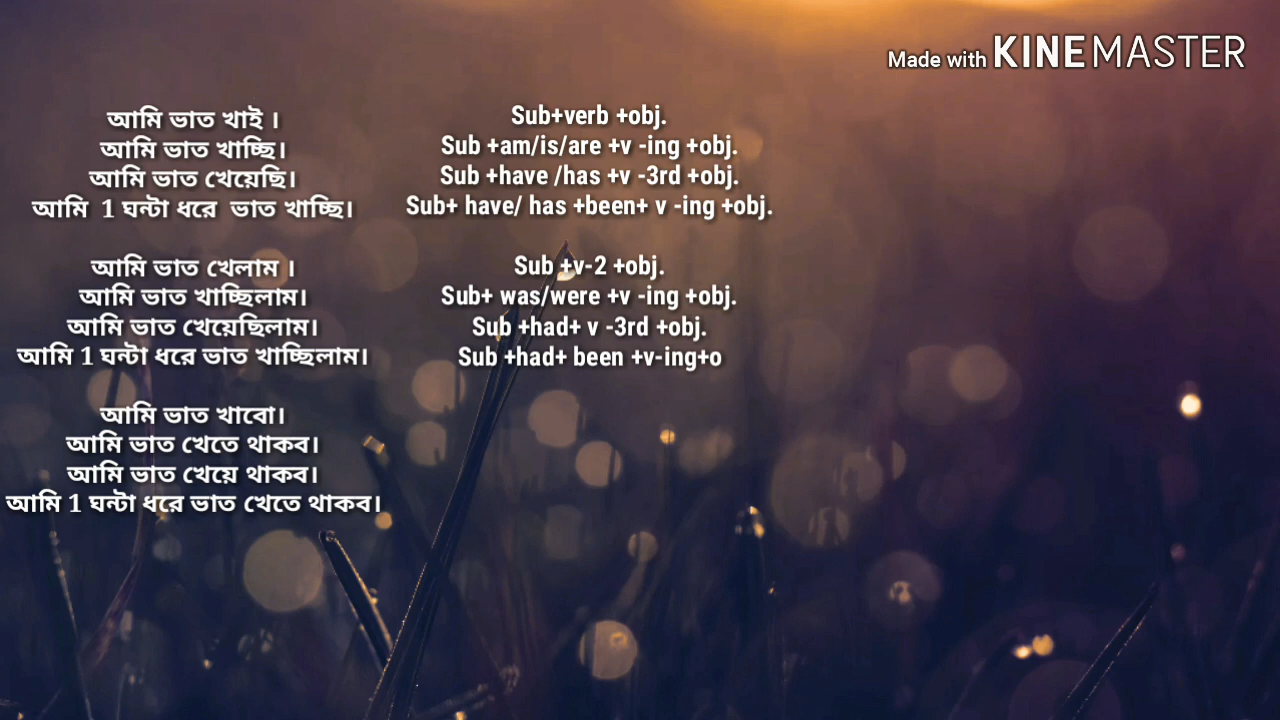 Made with KINEMASTER
আমি ভাত খাই ।
আমি ভাত খাচ্ছি।
আমি ভাত খেয়েছি।
আমি 1 ঘন্টা ধরে ভাত খাচ্ছি।
আমি ভাত খেলাম ।
আমি ভাত খাচ্ছিলাম।
আমি ভাত খেয়েছিলাম।
আমি 1 ঘন্টা ধরে ভাত খাচ্ছিলাম।
আমি ভাত খাবো।
আমি ভাত খেতে থাকব।
আমি ভাত খেয়ে থাকব।
আমি 1 ঘন্টা ধরে ভাত খেতে থাকব।
Sub+verb +obj.
Sub +am/is/are +v -ing +obj.
Sub +have /has +v -3rd +obj.
Sub+ have/ has +been+ v -ing +obj.
Sub +v-2 +obj.
Sub+ was/were +v -ing +obj.
Sub +had+ v -3rd +obj.
Sub +had+ been +v-ing+o